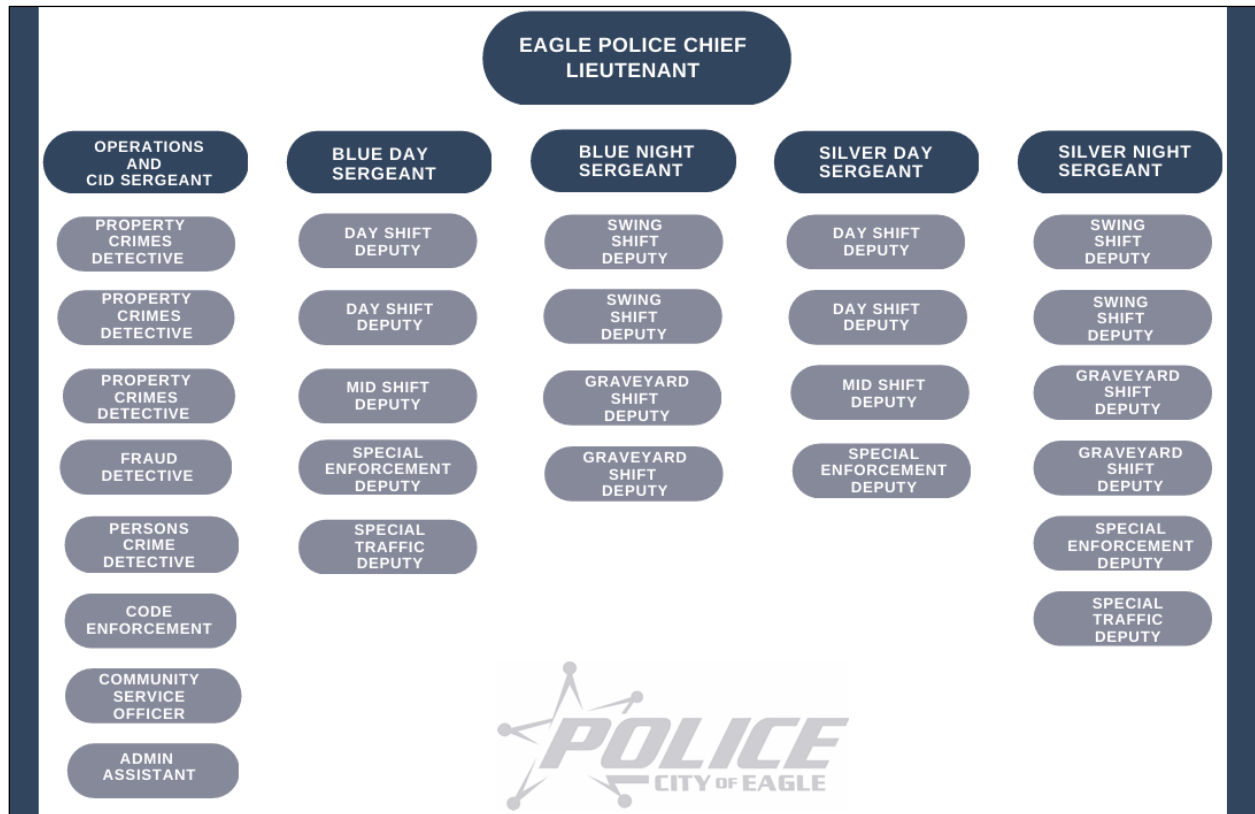 EAGLE POLICE CHIEF
LIEUTENANT
OPERATIONS
AND
CID SERGEANT
PROPERTY
CRIMES
DETECTIVE
PROPERTY
CRIMES
DETECTIVE
PROPERTY
CRIMES
DETECTIVE
FRAUD
DETECTIVE
PERSONS
CRIME
DETECTIVE
CODE
ENFORCEMENT
COMMUNITY
SERVICE
OFFICER
ADMIN
ASSISTANT
BLUE DAY
SERGEANT
DAY SHIFT
DEPUTY
DAY SHIFT
DEPUTY
MID SHIFT
DEPUTY
SPECIAL
ENFORCEMENT
DEPUTY
SPECIAL
TRAFFIC
DEPUTY
BLUE NIGHT
SERGEANT
SWING
SHIFT
DEPUTY
SWING
SHIFT
DEPUTY
GRAVEYARD
SHIFT
DEPUTY
GRAVEYARD
SHIFT
DEPUTY
SILVER DAY
SERGEANT
DAY SHIFT
DEPUTY
DAY SHIFT
DEPUTY
MID SHIFT
DEPUTY
SPECIAL
ENFORCEMENT
DEPUTY
SILVER NIGHT
SERGEANT
SWING
SHIFT
DEPUTY
SWING
SHIFT
DEPUTY
GRAVEYARD
SHIFT
DEPUTY
GRAVEYARD
SHIFT
DEPUTY
SPECIAL
ENFORCEMENT
DEPUTY
SPECIAL
TRAFFIC
DEPUTY
POLICE
CITY OF EAGLE